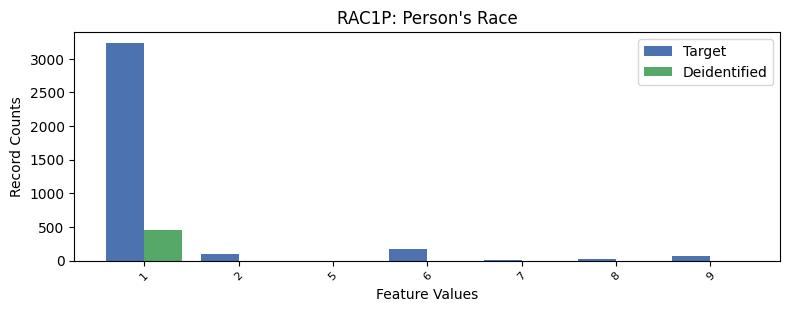 RAC1P: Person's Race
Target
Deidentified
Record Counts
3000
2500
2000
1500
1000
500
0
1 2 5 6 7 8 9
Feature Values